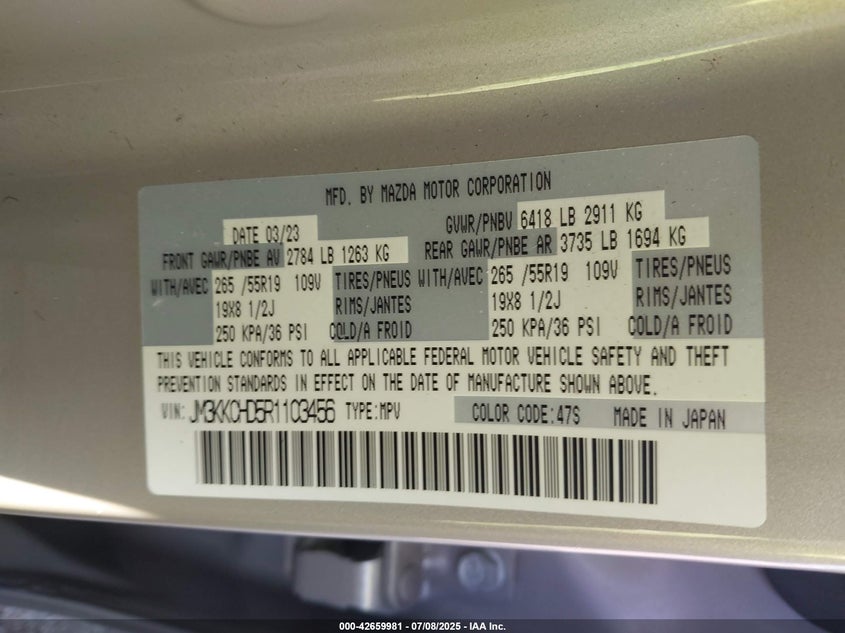 MFD. BY MAZDA MOTOR CORPORATION
DATE 03/23 GVWR/PNBV 6418 LB 2911 KG
FRONT GAWR/PNBE AV 2784 LB 1263 KG REAR GAWR/PNBE AR 3735 LB 1694 KG
WITH/AVEC 265 /55R19 109V TIRES/PNEUS WITH/AVEC 265 /55R19 109V TIRES/PNEUS
19X8 1/2J RIMS/JANTES 19X8 1/2J RIMS/JANTES
250 KPA/36 PSI COLD/A FROID 250 KPA/36 PSI COLD/A FROID
THIS VEHICLE CONFORMS TO ALL APPLICABLE FEDERAL MOTOR VEHICLE SAFETY AND THEFT
PREVENTION STANDARDS IN EFFECT ON THE DATE OF MANUFACTURE SHOWN ABOVE.
VIN: JM3KKCHD5R1103456 TYPE:MPV COLOR CODE:47S MADE IN JAPAN
000-42659981 - 07/08/2025 - IAA Inc.